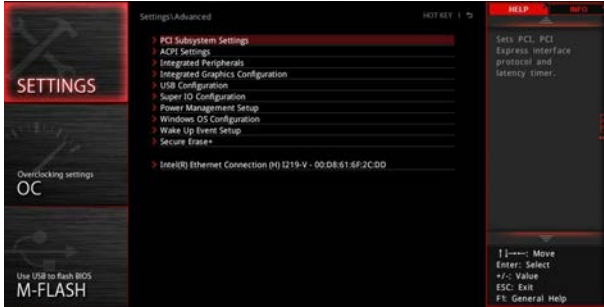 Settings\Advanced
HOT KEY
HELP
INFO
PCI Subsystem Settings
ACPI Settings
Integrated Peripherals
Integrated Graphics Configuration
USB Configuration
Super IO Configuration
Power Management Setup
Windows OS Configuration
Wake Up Event Setup
Secure Erase+
Intel(R) Ethernet Connection (H) I219-V - 00:D8:61:6F:2C:DD
SETTINGS
Overclocking settings
OC
Use USB to flash BIOS
M-FLASH
Sets PCI, PCI
Express interface
protocol and
latency timer.
↑↓→←: Move
Enter: Select
+/-: Value
ESC: Exit
F1: General Help